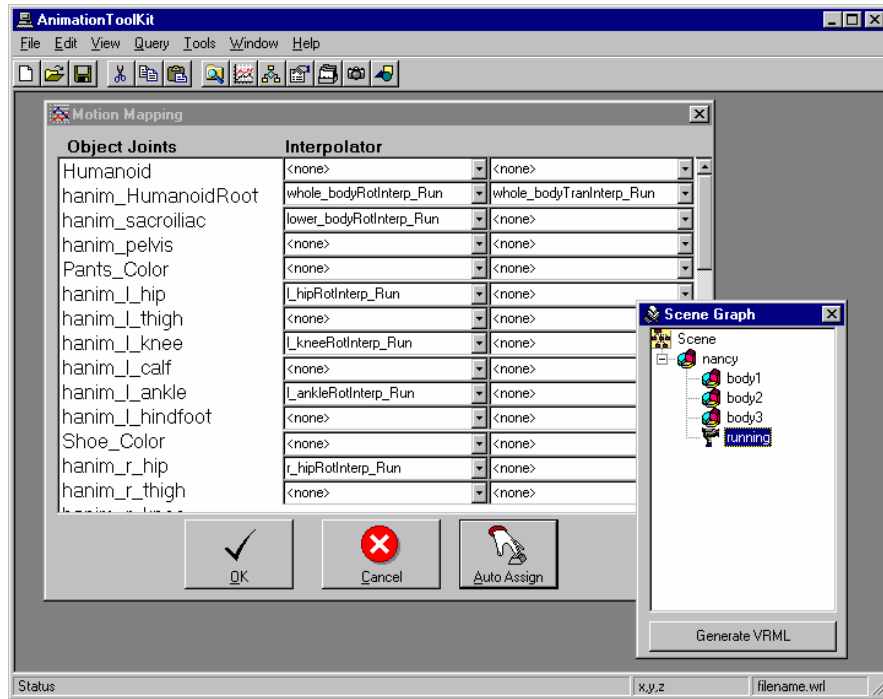 AnimationToolKit
File Edit View Query Tools Window Help
Motion Mapping
Object Joints Interpolator
Humanoid <none> <none>
hanim_HumanoidRoot whole_bodyRotInterp_Run whole_bodyTranInterp_Run
hanim_sacroiliac lower_bodyRotInterp_Run <none>
hanim_pelvis <none> <none>
Pants_Color <none> <none>
hanim_l_hip l_hipRotInterp_Run <none>
hanim_l_thigh <none> <none>
hanim_l_knee l_kneeRotInterp_Run <none>
hanim_l_calf <none> <none>
hanim_l_ankle l_ankleRotInterp_Run <none>
hanim_l_hindfoot <none> <none>
Shoe_Color <none> <none>
hanim_r_hip r_hipRotInterp_Run <none>
hanim_r_thigh <none> <none>
OK Cancel Auto Assign
Scene Graph
Scene
nancy
body1
body2
body3
running
Generate VRML
Status x,y,z filename.wrl